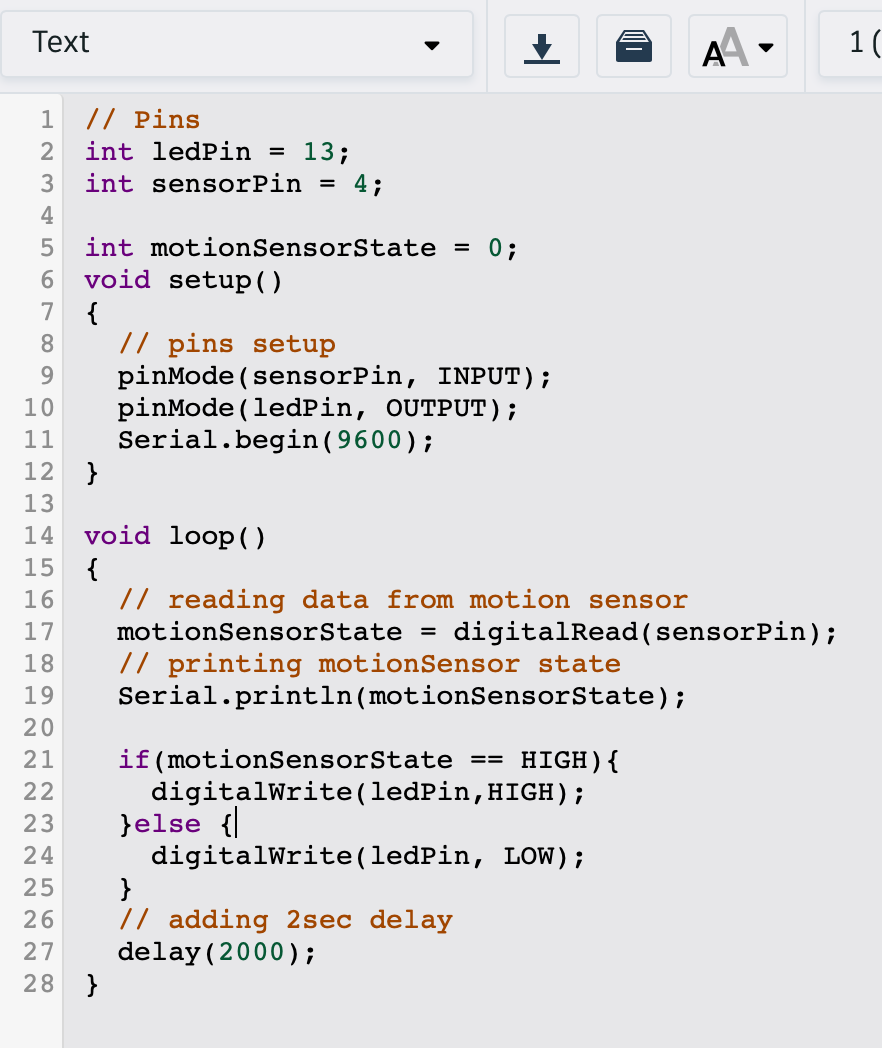 Text
1 (
1 // Pins
2 int ledPin = 13;
3 int sensorPin = 4;
4
5 int motionSensorState = 0;
6 void setup()
7 {
8   // pins setup
9   pinMode(sensorPin, INPUT);
10   pinMode(ledPin, OUTPUT);
11   Serial.begin(9600);
12 }
13
14 void loop()
15 {
16   // reading data from motion sensor
17   motionSensorState = digitalRead(sensorPin);
18   // printing motionSensor state
19   Serial.println(motionSensorState);
20
21   if(motionSensorState == HIGH){
22     digitalWrite(ledPin,HIGH);
23   }else {
24     digitalWrite(ledPin, LOW);
25   }
26   // adding 2sec delay
27   delay(2000);
28 }